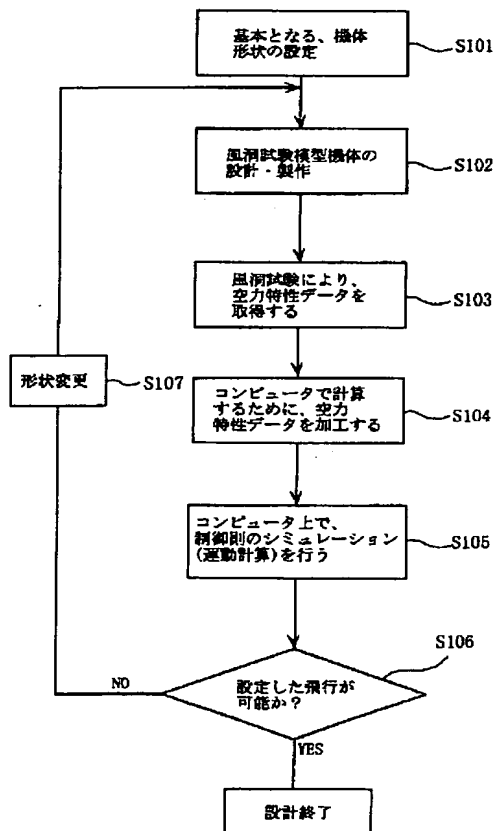 基本となる、機体
形状の設定
S101
風洞試験模型機体の
設計・製作
S102
風洞試験により、
空力特性データを
取得する
S103
形状変更
S107
コンピュータで計算
するために、空力
特性データを加工する
S104
コンピュータ上で、
制御則のシミュレーション
(運動計算)を行う
S105
S106
設定した飛行が
可能か？
NO
YES
設計終了